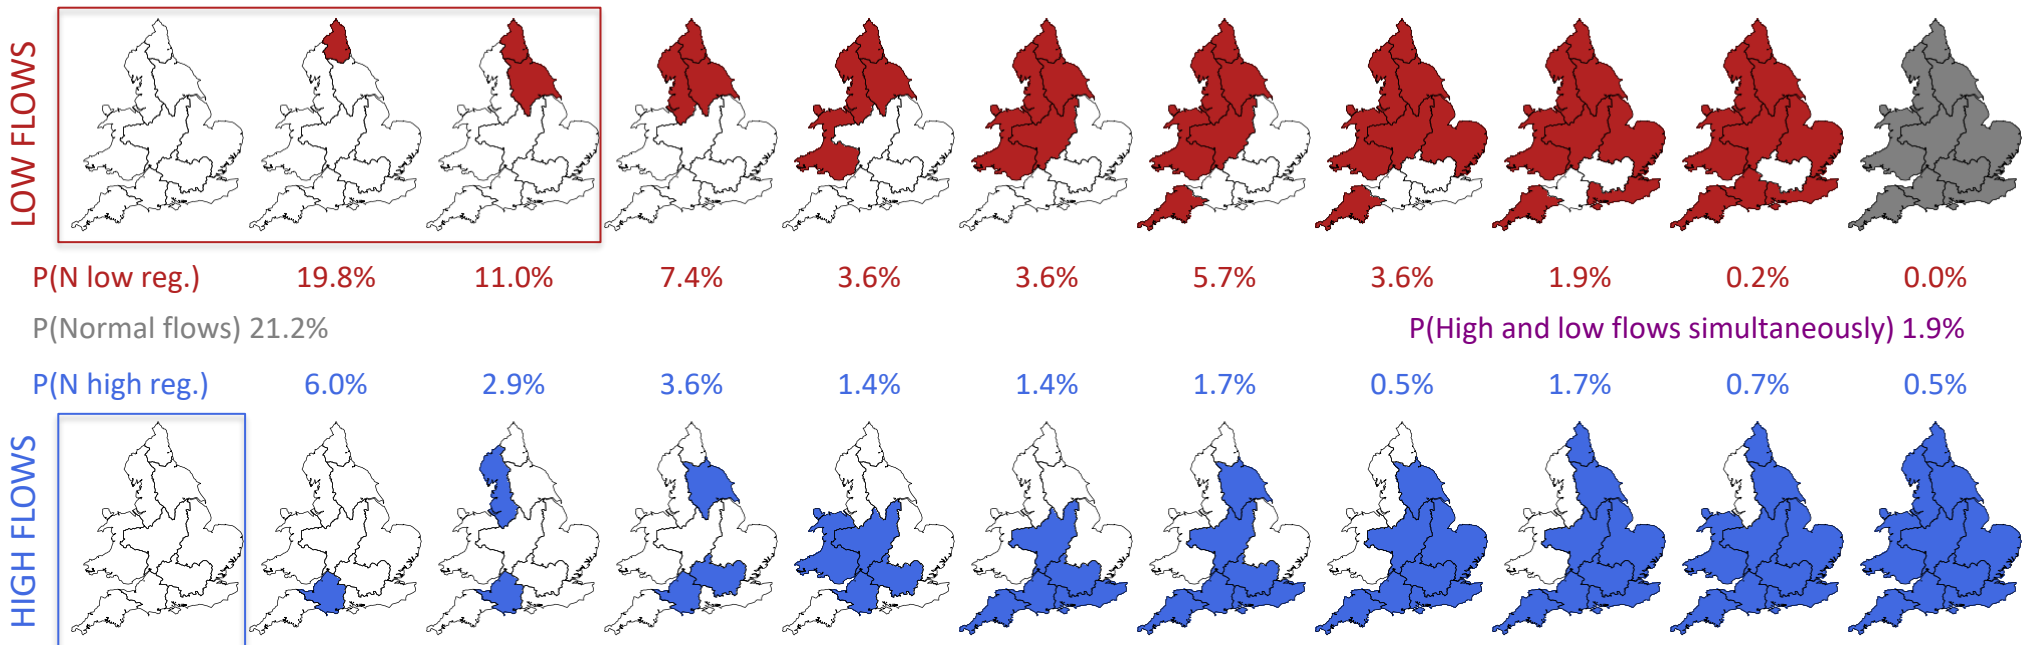 LOW FLOWS
P(N low reg.) 19.8% 11.0% 7.4% 3.6% 3.6% 5.7% 3.6% 1.9% 0.2% 0.0%
P(Normal flows) 21.2% P(High and low flows simultaneously) 1.9%
P(N high reg.) 6.0% 2.9% 3.6% 1.4% 1.4% 1.7% 0.5% 1.7% 0.7% 0.5%
HIGH FLOWS